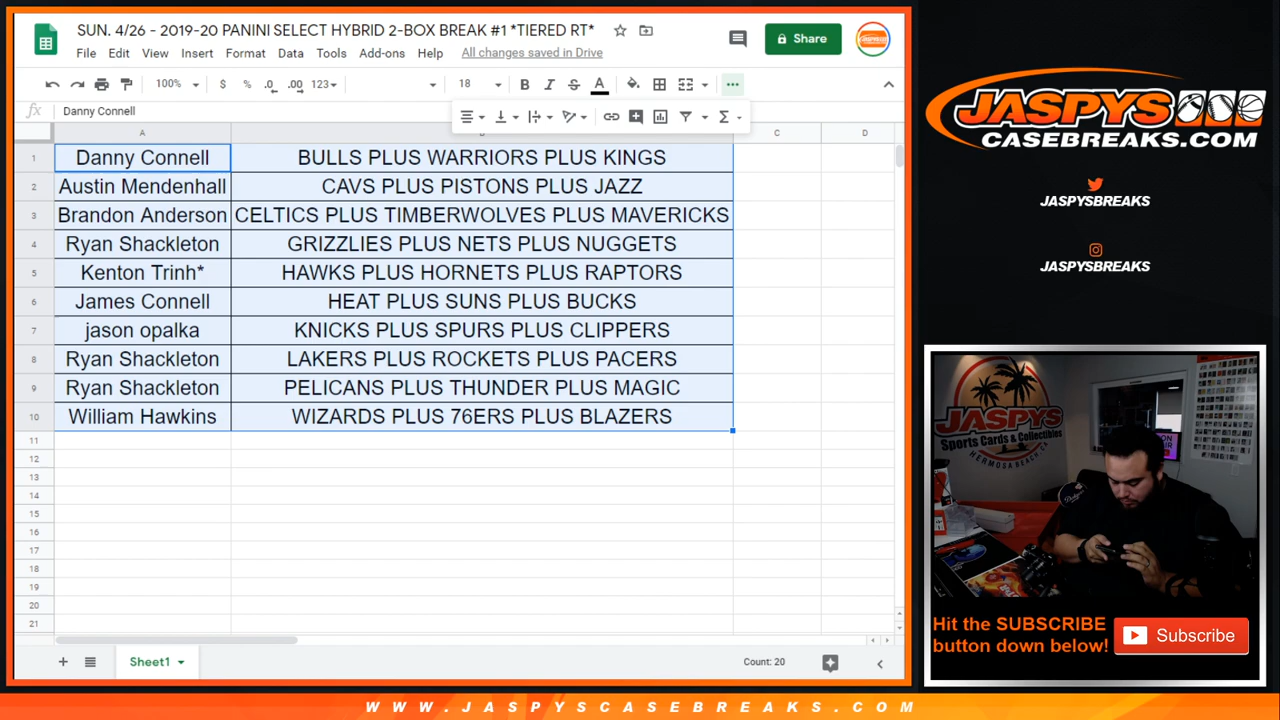 SUN. 4/26 - 2019-20 PANINI SELECT HYBRID 2-BOX BREAK #1 *TIERED RT*
File Edit View Insert Format Data Tools Add-ons Help All changes saved in Drive
Share
100% $ % .0 .00 123 18 B I S A
fx Danny Connell
A B C D
1 Danny Connell BULLS PLUS WARRIORS PLUS KINGS
2 Austin Mendenhall CAVS PLUS PISTONS PLUS JAZZ
3 Brandon Anderson CELTICS PLUS TIMBERWOLVES PLUS MAVERICKS
4 Ryan Shackleton GRIZZLIES PLUS NETS PLUS NUGGETS
5 Kenton Trinh* HAWKS PLUS HORNETS PLUS RAPTORS
6 James Connell HEAT PLUS SUNS PLUS BUCKS
7 jason opalka KNICKS PLUS SPURS PLUS CLIPPERS
8 Ryan Shackleton LAKERS PLUS ROCKETS PLUS PACERS
9 Ryan Shackleton PELICANS PLUS THUNDER PLUS MAGIC
10 William Hawkins WIZARDS PLUS 76ERS PLUS BLAZERS
11
12
13
14
15
16
17
18
19
20
21
Sheet1
Count: 20
JASPYS
CASEBREAKS.COM
JASPYSBREAKS
JASPYSBREAKS
JASPYS
Sports Cards & Collectibles
HERMOSA BEACH, CA
Hit the SUBSCRIBE
button down below!
Subscribe
WWW.JASPYSCASEBREAKS.COM